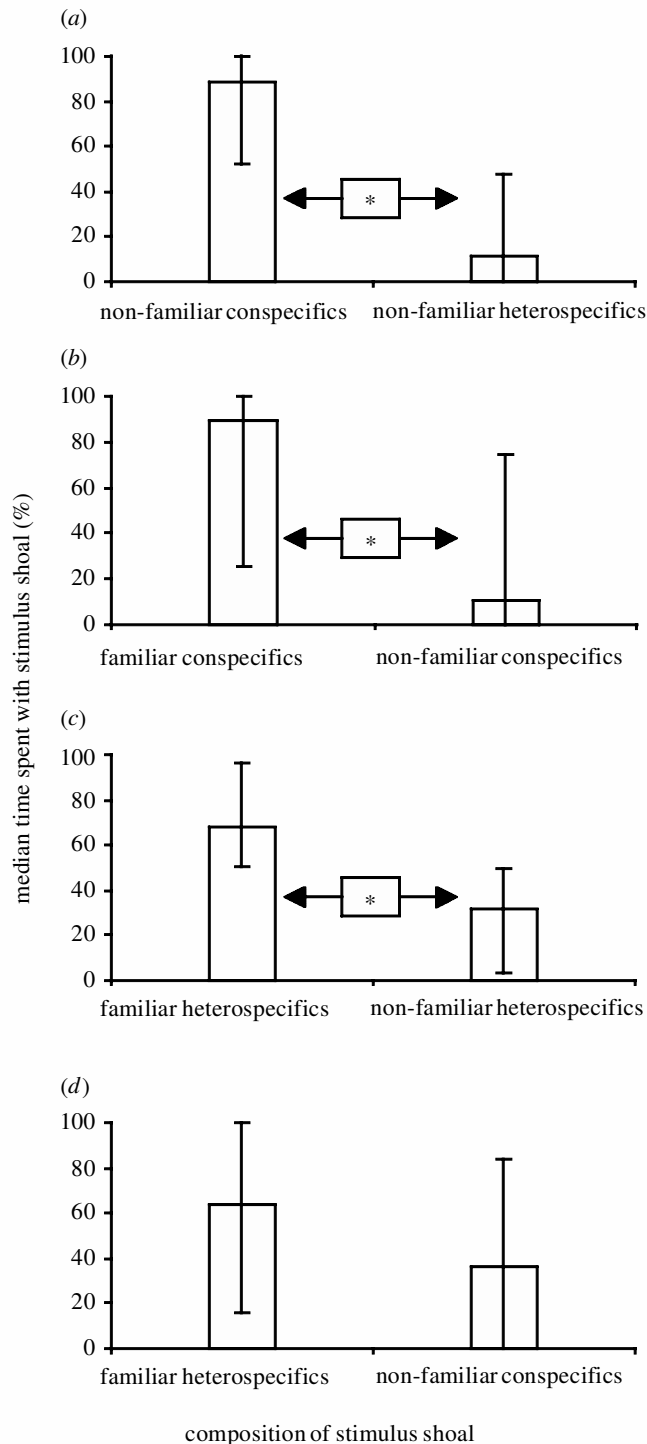 (a)
100
80
60
40
20
0
*
non-familiar conspecifics non-familiar heterospecifics
(b)
100
80
60
40
20
0
*
familiar conspecifics non-familiar conspecifics
(c)
100
80
60
40
20
0
*
familiar heterospecifics non-familiar heterospecifics
(d)
100
80
60
40
20
0
familiar heterospecifics non-familiar conspecifics
median time spent with stimulus shoal (%)
composition of stimulus shoal